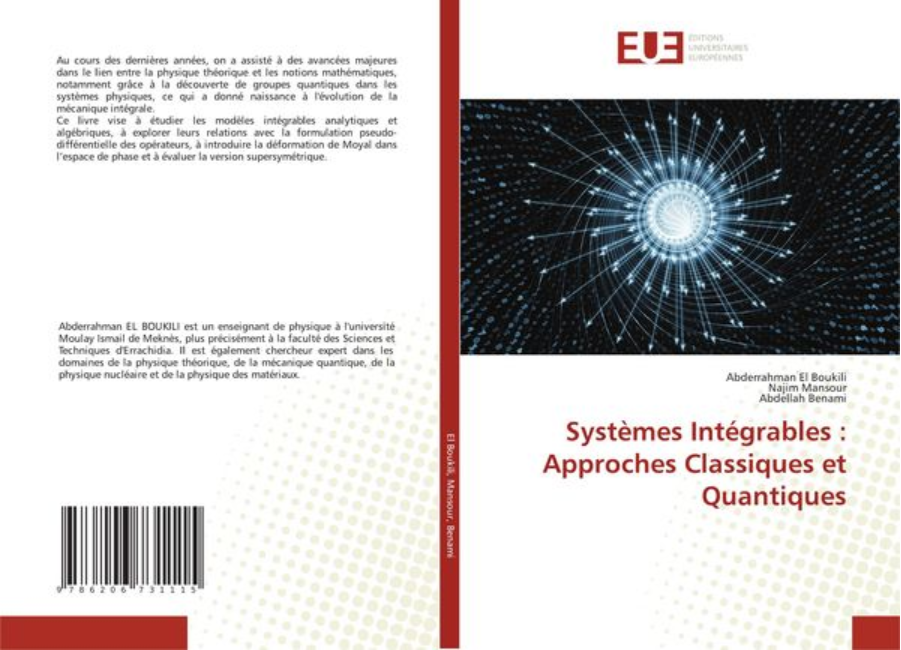 Au cours des dernières années, on a assisté à des avancées majeures
dans le lien entre la physique théorique et les notions mathématiques,
notamment grâce à la découverte de groupes quantiques dans les
systèmes physiques, ce qui a donné naissance à l'évolution de la
mécanique intégrale.
Ce livre vise à étudier les modèles intégrables analytiques et
algébriques, à explorer leurs relations avec la formulation pseudo-
différentielle des opérateurs, à introduire la déformation de Moyal dans
l'espace de phase et à évaluer la version supersymétrique.
Abderrahman EL BOUKILI est un enseignant de physique à l'université
Moulay Ismail de Meknès, plus précisément à la faculté des Sciences et
Techniques d'Errachidia. Il est également chercheur expert dans les
domaines de la physique théorique, de la mécanique quantique, de la
physique nucléaire et de la physique des matériaux.
9 786206 731115
El Boukili, Mansour, Benami
EUE
ÉDITIONS
UNIVERSITAIRES
EUROPÉENNES
Abderrahman El Boukili
Najim Mansour
Abdellah Benami
Systèmes Intégrables :
Approches Classiques et
Quantiques